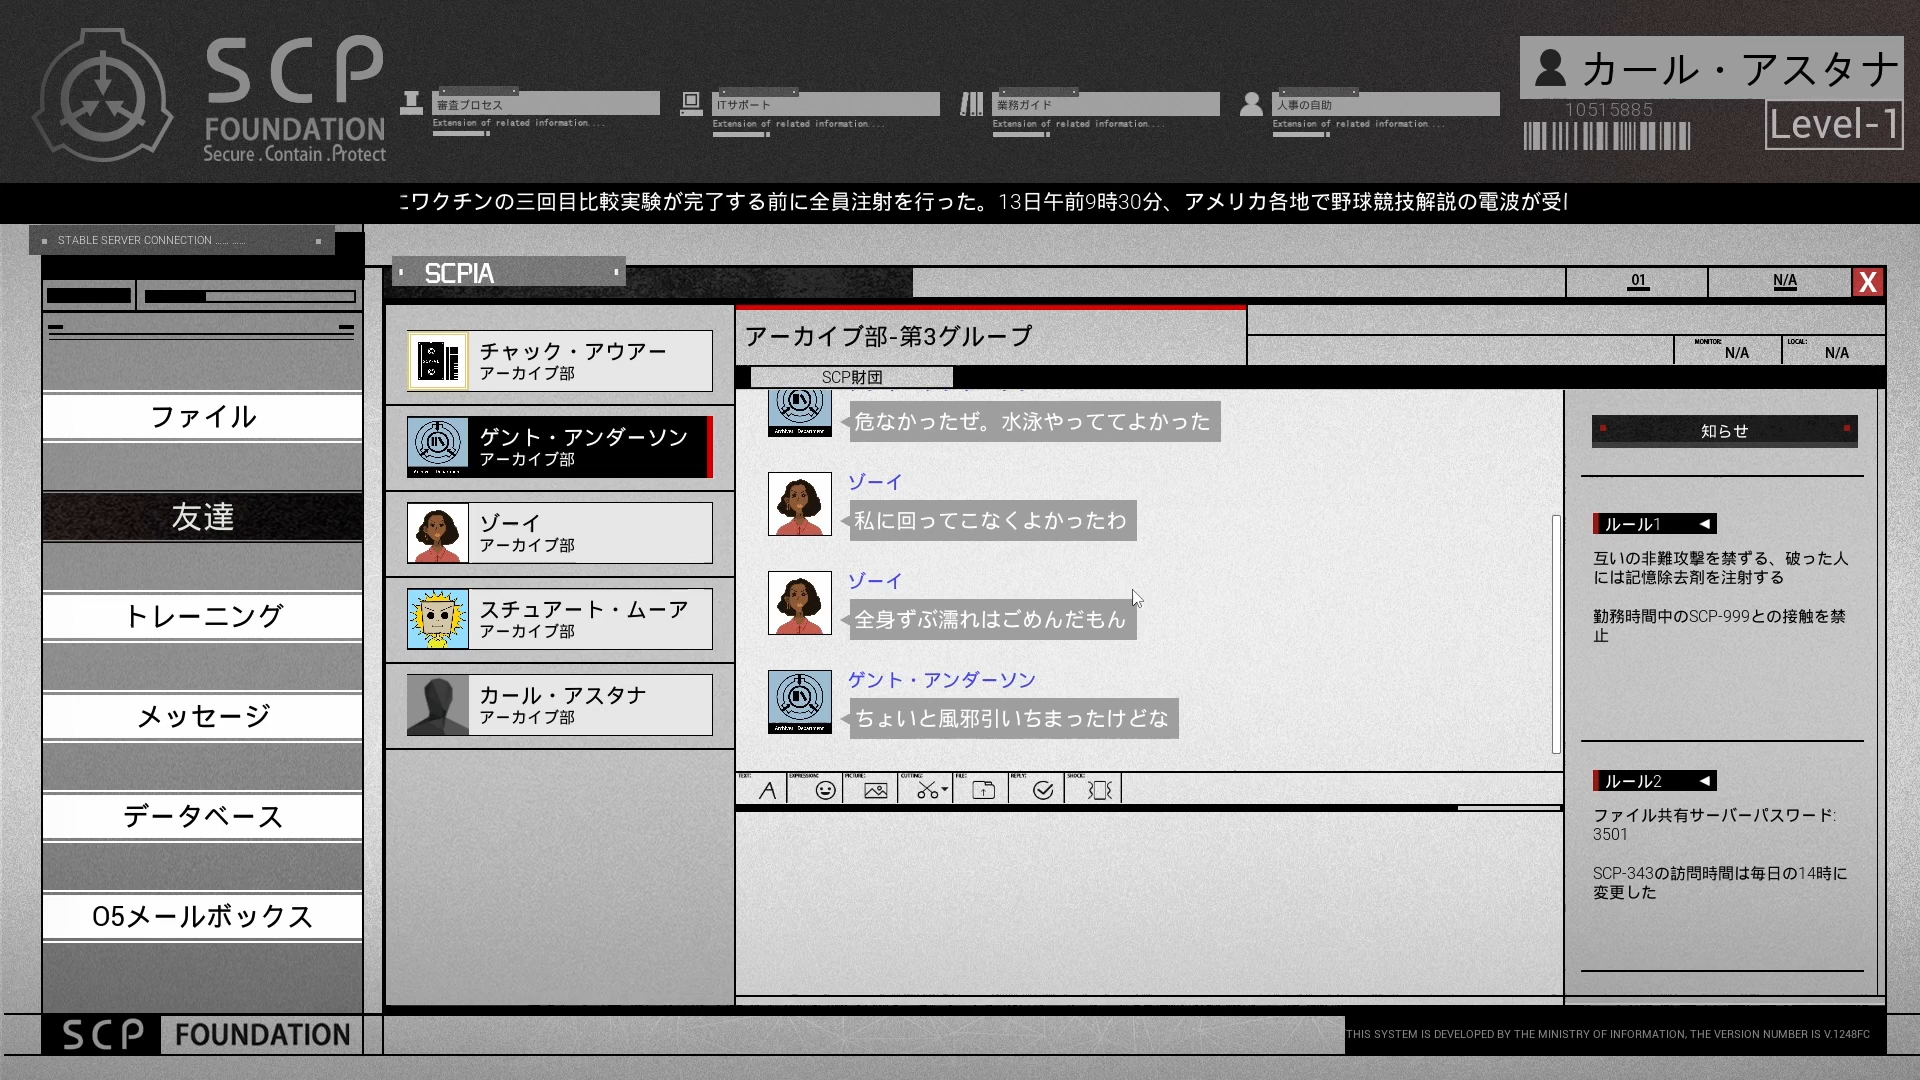 SCP
FOUNDATION
Secure . Contain . Protect
審査プロセス
Extension of related information....
ITサポート
Extension of related information....
業務ガイド
Extension of related information....
人事の自助
Extension of related information....
カール・アスタナ
10515885
Level-1
ワクチンの三回目比較実験が完了する前に全員注射を行った。13日午前9時30分、アメリカ各地で野球競技解説の電波が受
STABLE SERVER CONNECTION ...... ......
SCPIA
01
N/A
X
チャック・アウアー
アーカイブ部
ゲント・アンダーソン
アーカイブ部
ゾーイ
アーカイブ部
スチュアート・ムーア
アーカイブ部
カール・アスタナ
アーカイブ部
アーカイブ部-第3グループ
MONITOR:
N/A
LOCAL:
N/A
SCP財団
危なかったぜ。水泳やっててよかった
ゾーイ
私に回ってこなくよかったわ
ゾーイ
全身ずぶ濡れはごめんだもん
ゲント・アンダーソン
Archives Department
ちょいと風邪引いちまったけどな
TEXT:
EXPRESSION:
PICTURE:
CUTTING:
FILE:
REPLY:
SHOCK:
知らせ
ルール1
互いの非難攻撃を禁ずる、破った人
には記憶除去剤を注射する
勤務時間中のSCP-999との接触を禁
止
ルール2
ファイル共有サーバーパスワード:
3501
SCP-343の訪問時間は毎日の14時に
変更した
ファイル
友達
トレーニング
メッセージ
データベース
O5メールボックス
SCP FOUNDATION
THIS SYSTEM IS DEVELOPED BY THE MINISTRY OF INFORMATION, THE VERSION NUMBER IS V.1248FC